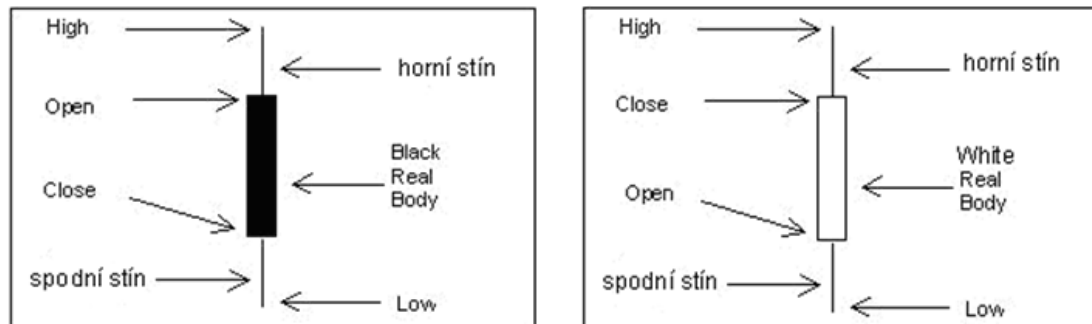 High
horní stín
Open
Black
Real
Body
Close
spodní stín
Low
High
horní stín
Close
White
Real
Body
Open
spodní stín
Low